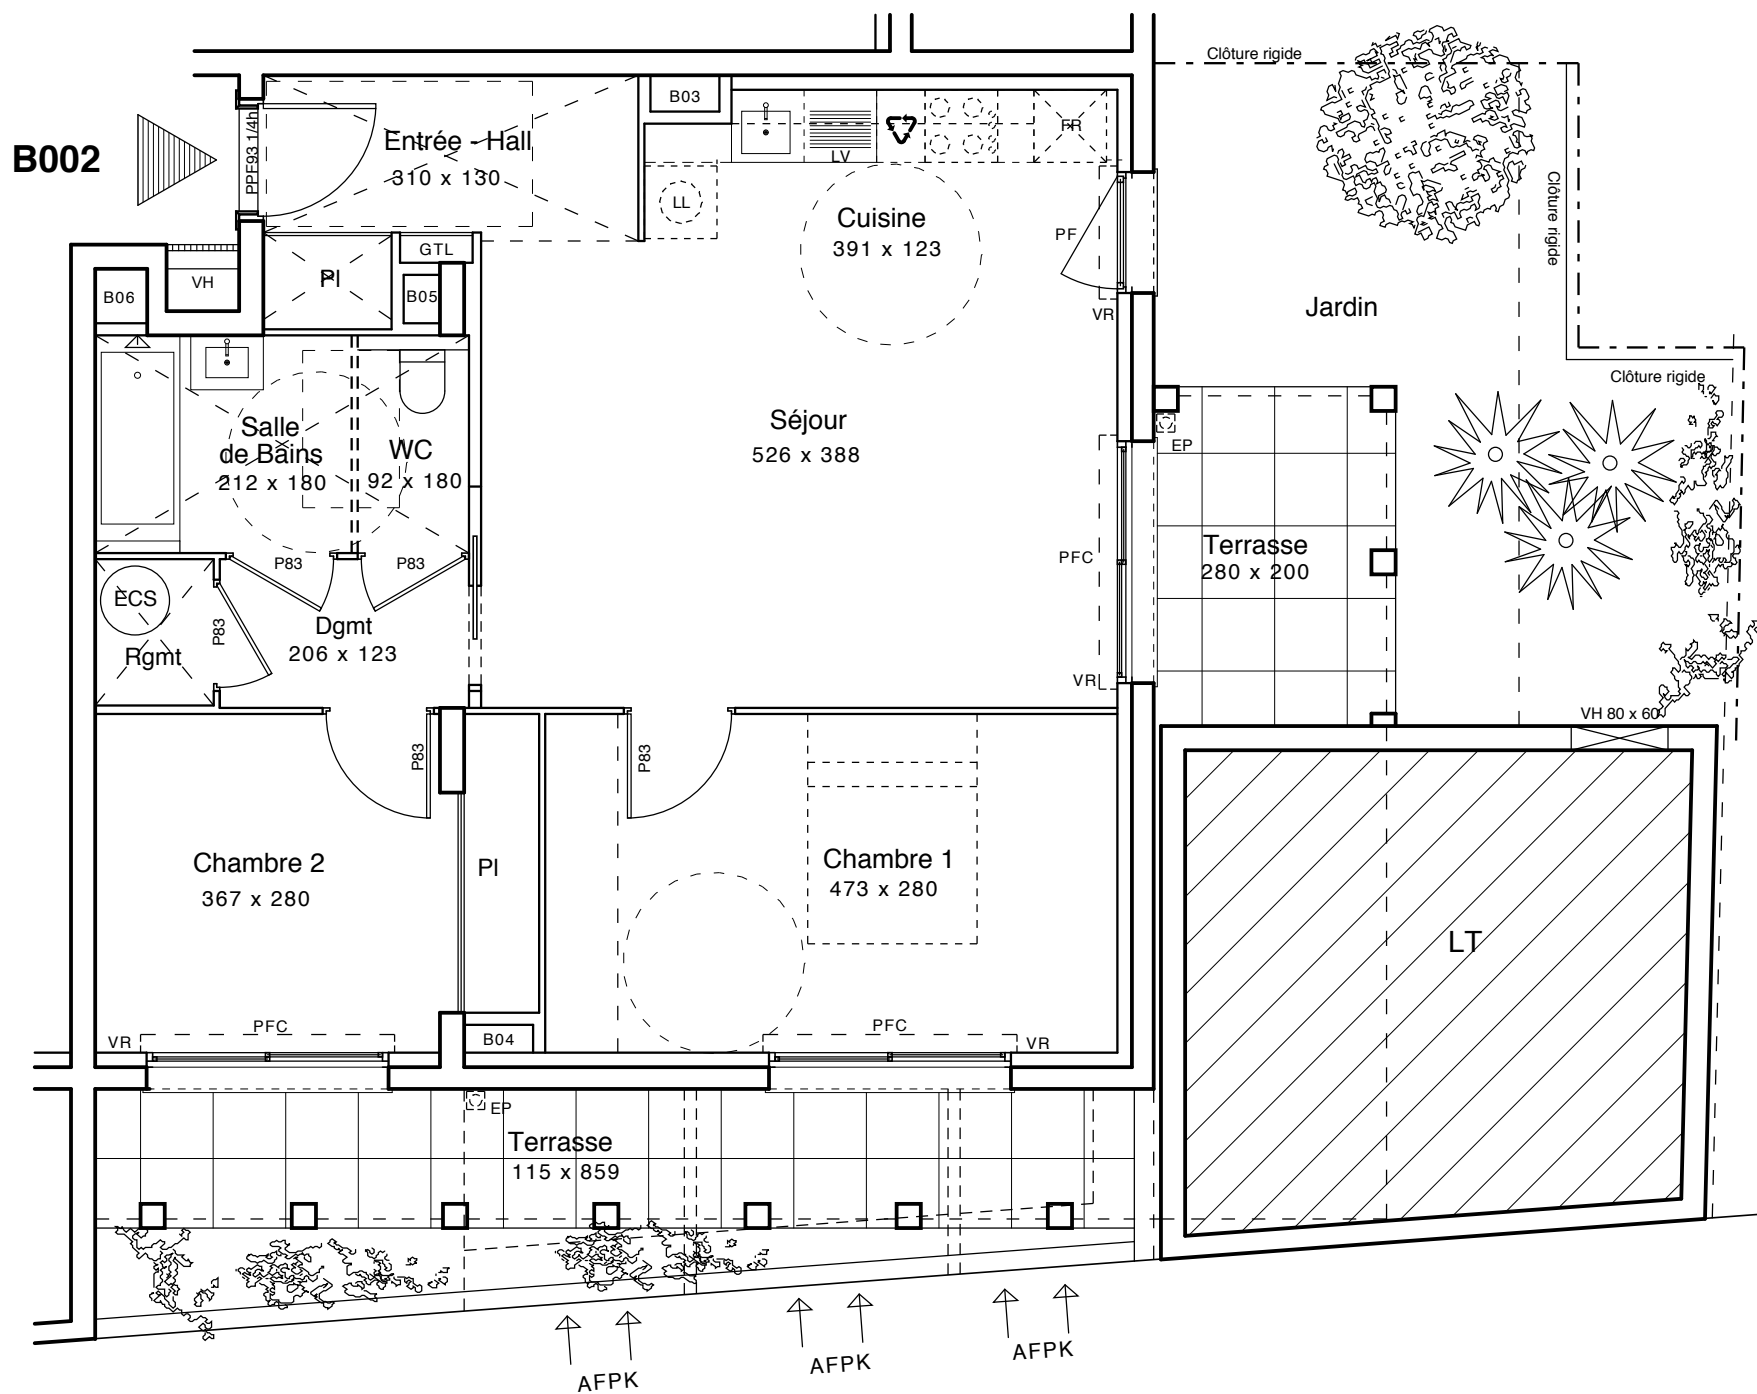 Clôture rigide
B03
B002
PPF93 1/4h
Entrée - Hall
310 x 130
LV
FR
LL
Cuisine
391 x 123
PF
Clôture rigide
VH
Pl
GTL
B06
B05
VR
Jardin
Clôture rigide
Salle
de Bains
212 x 180
WC
92 x 180
Séjour
526 x 388
EP
PFC
Terrasse
280 x 200
P83
P83
ECS
P83
Rgmt
Dgmt
206 x 123
VR
VH 80 x 60
P83
P83
Chambre 2
367 x 280
Pl
Chambre 1
473 x 280
LT
VR
PFC
B04
PFC
VR
EP
Terrasse
115 x 859
AFPK
AFPK
AFPK